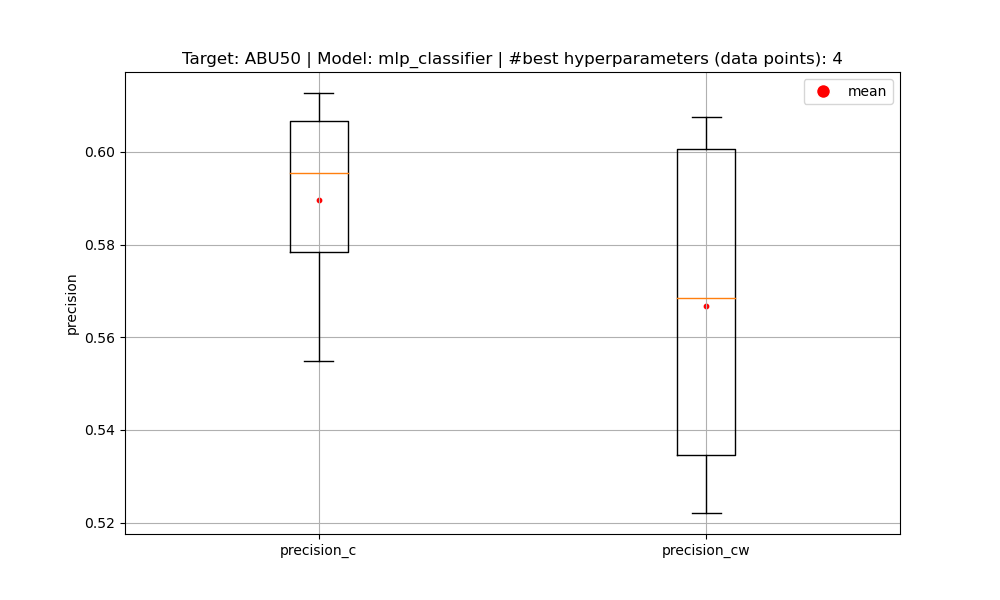 Target: ABU50 | Model: mlp_classifier | #best hyperparameters (data points): 4
mean
precision
0.60
0.58
0.56
0.54
0.52
precision_c
precision_cw